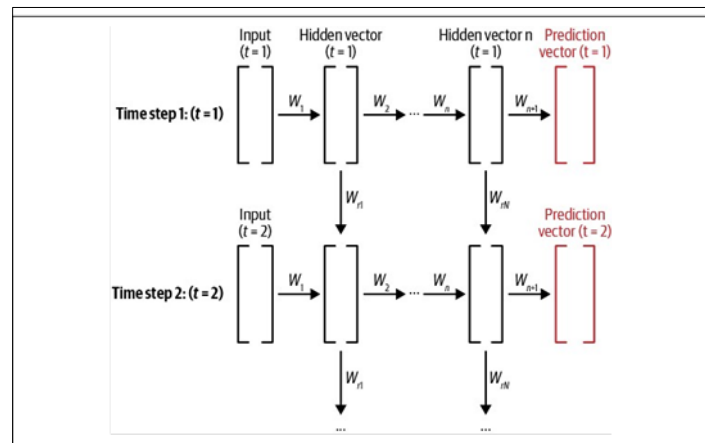 Input Hidden vector Hidden vector n Prediction
(t = 1) (t = 1) (t = 1) vector (t = 1)
Time step 1: (t = 1) W1 W2 ... Wn Wn+1
Wr1 WrN
Input Prediction
(t = 2) vector (t = 2)
Time step 2: (t = 2) W1 W2 ... Wn Wn+1
Wr1 WrN
... ...